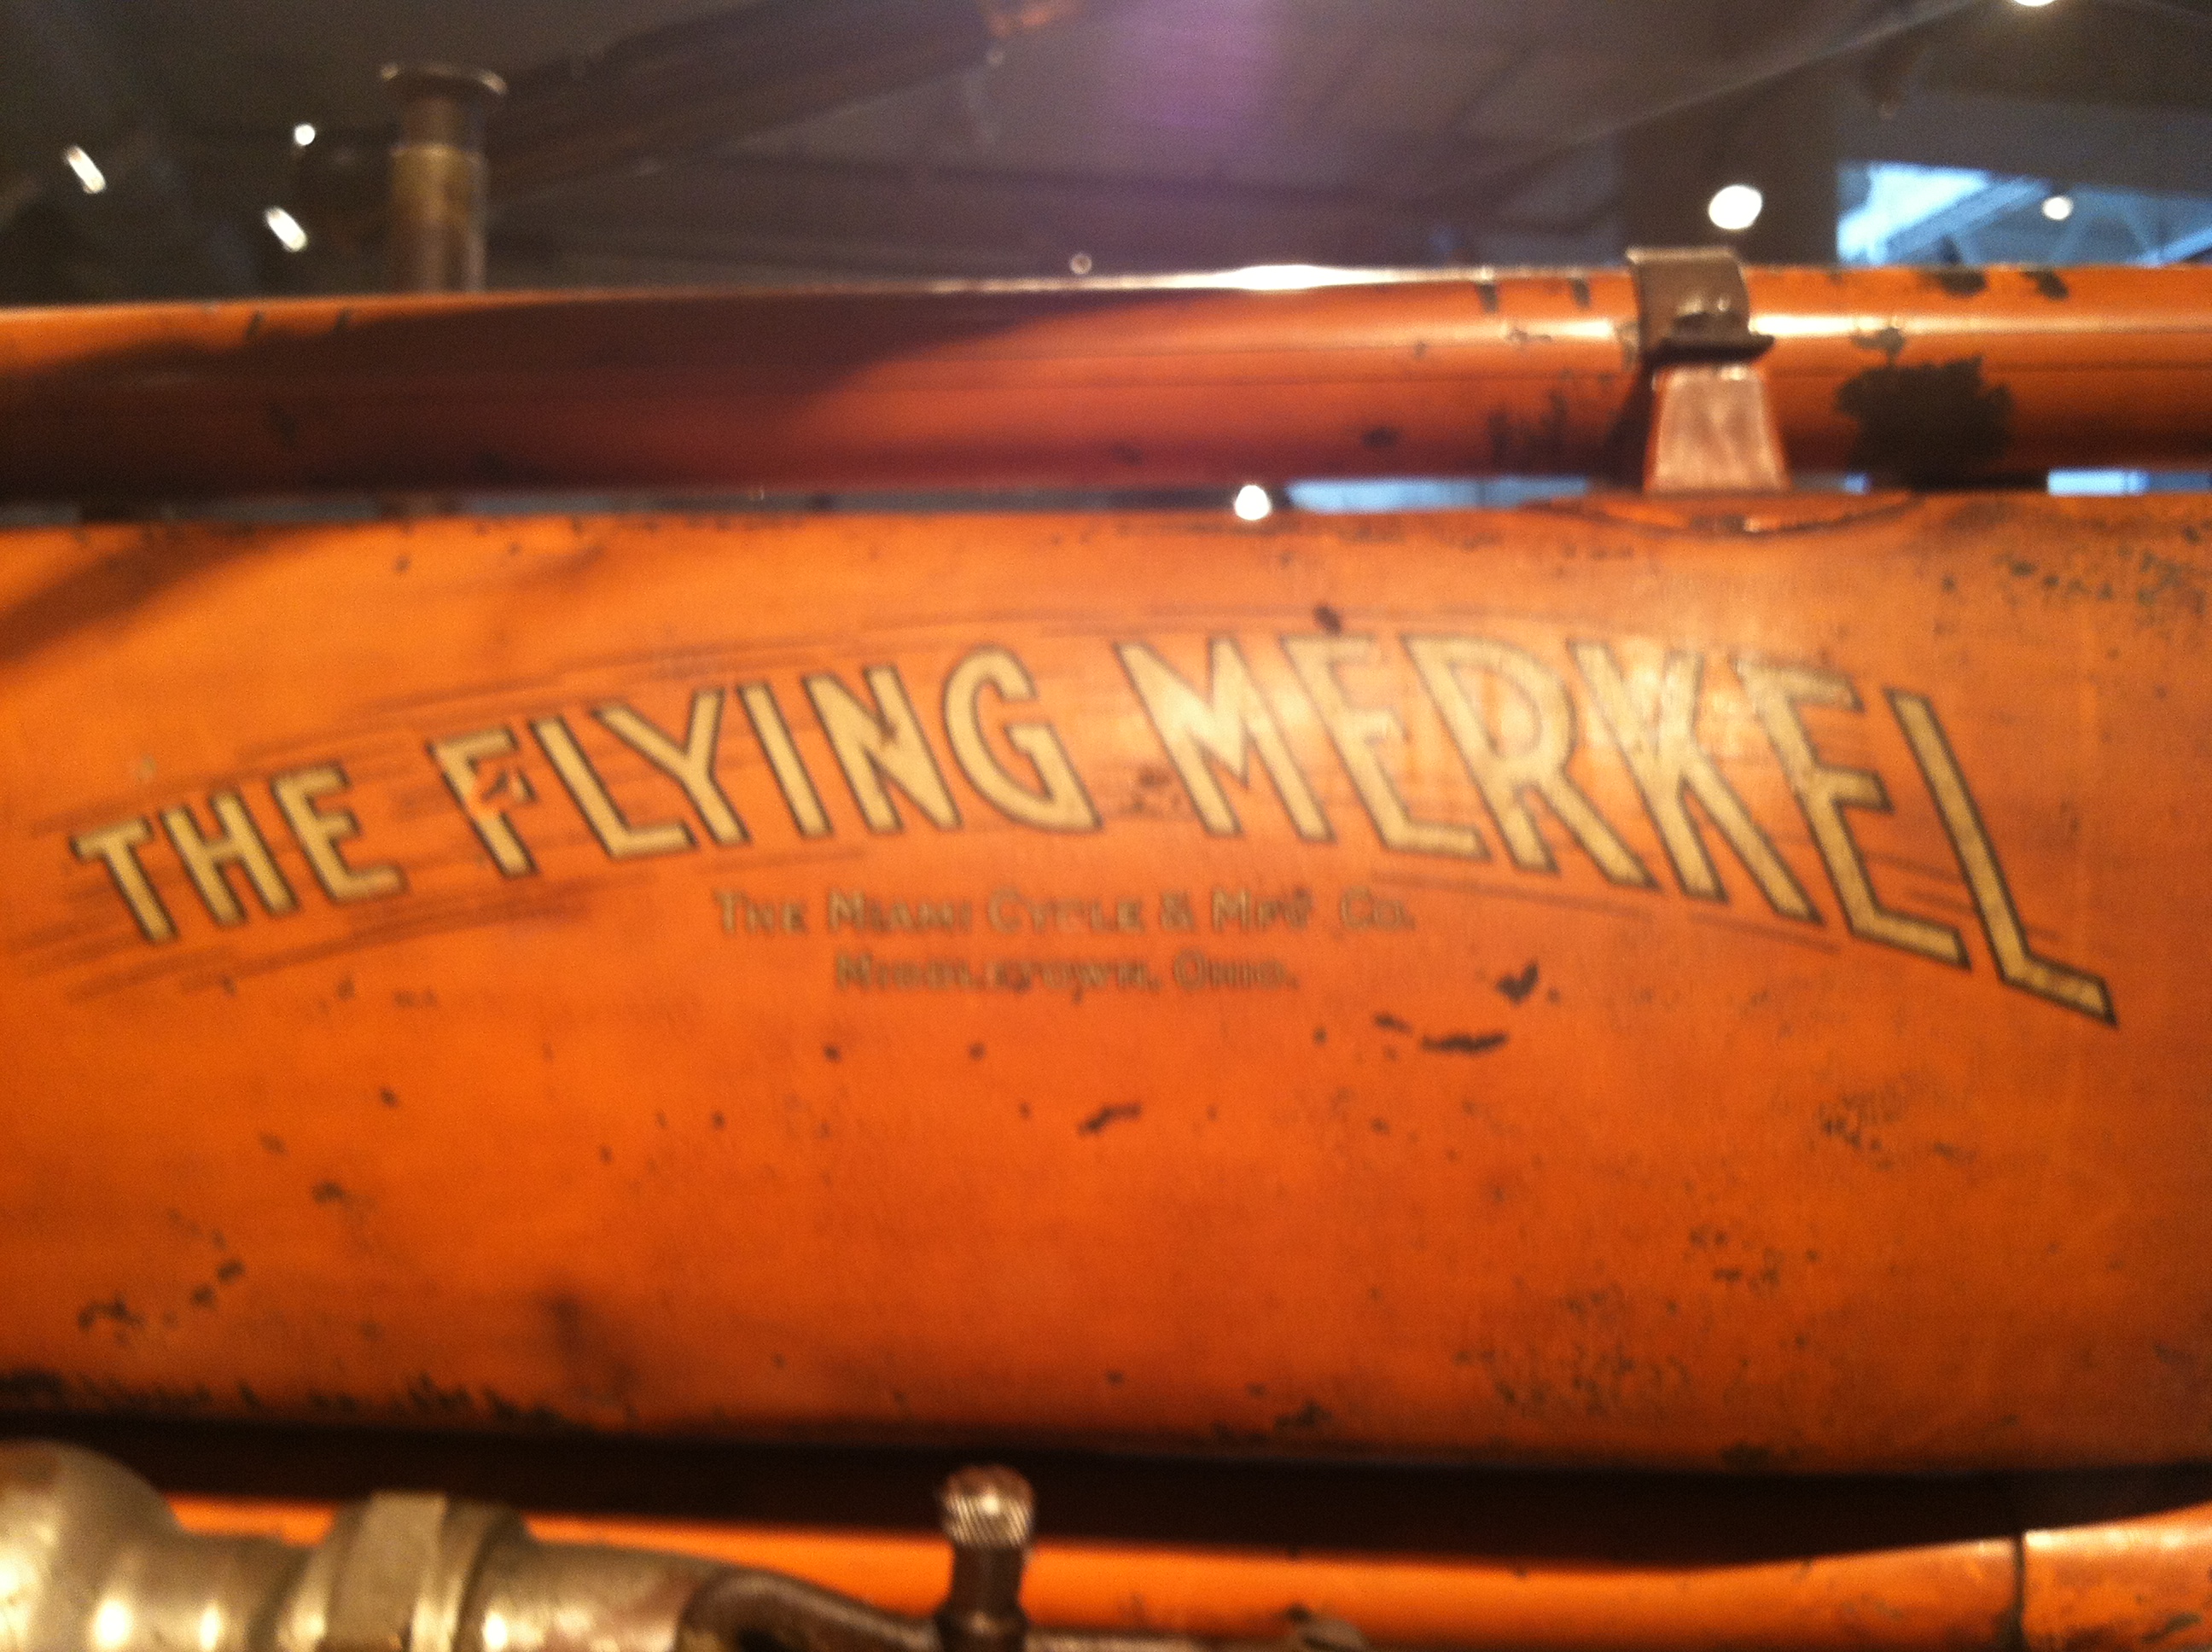 THE FLYING MERKEL
THE MIAMI CYCLE & MFG CO.
MIDDLETOWN, OHIO.